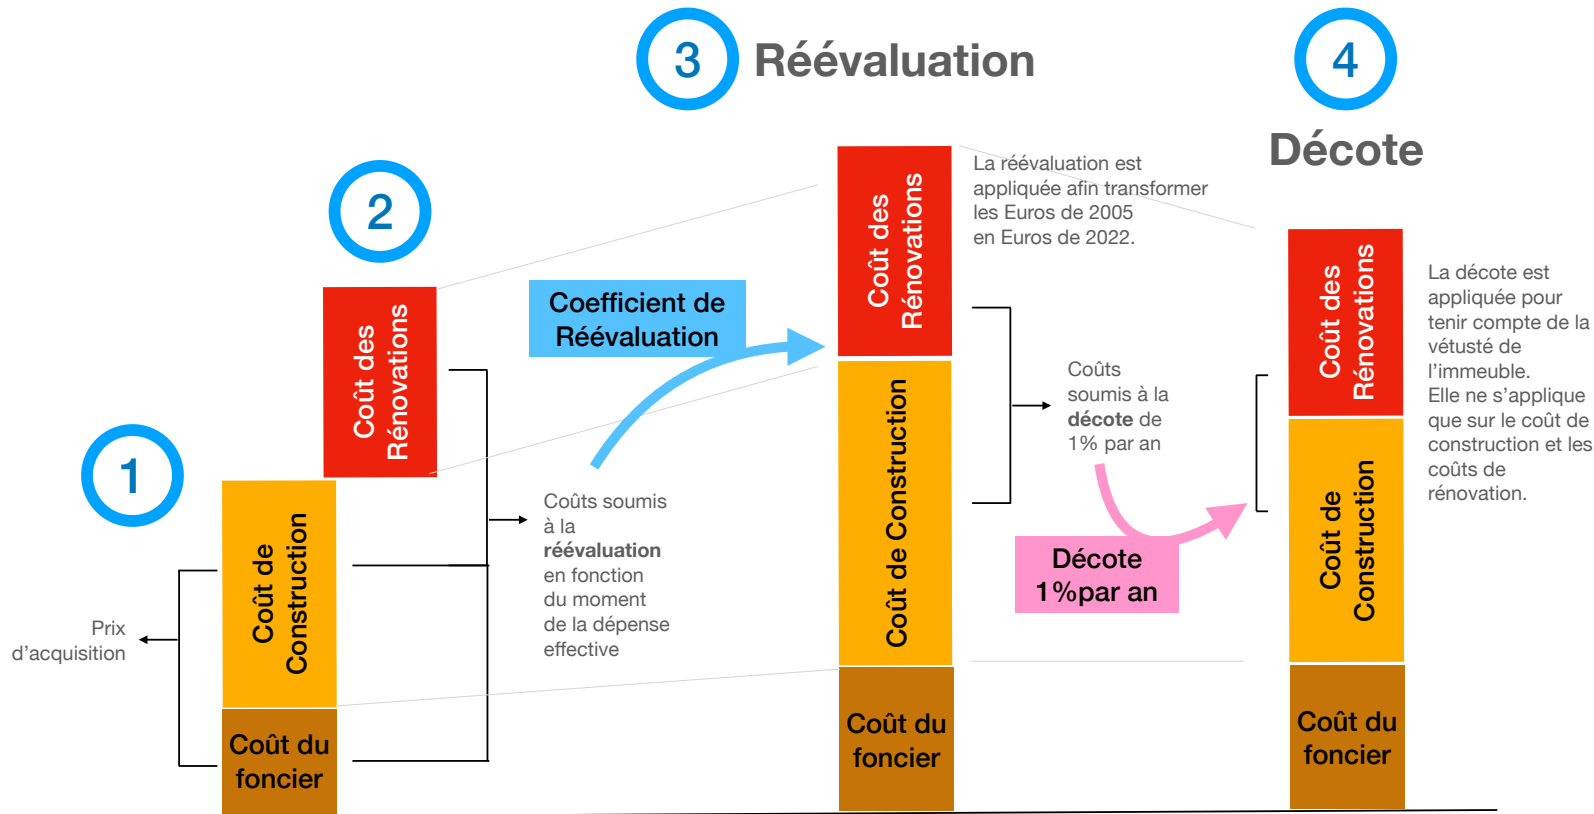 3
Réévaluation
4
Décote
2
1
Coût des
Rénovations
Coût de
Construction
Coût du
foncier
Prix
d’acquisition
Coûts soumis
à la
réévaluation
en fonction
du moment
de la dépense
effective
Coefficient de
Réévaluation
Coût des
Rénovations
Coût de Construction
Coût du
foncier
La réévaluation est
appliquée afin transformer
les Euros de 2005
en Euros de 2022.
Coûts
soumis à la
décote de
1% par an
Décote
1%par an
Coût des
Rénovations
Coût de
Construction
Coût du
foncier
La décote est
appliquée pour
tenir compte de la
vétusté de
l’immeuble.
Elle ne s’applique
que sur le coût de
construction et les
coûts de
rénovation.